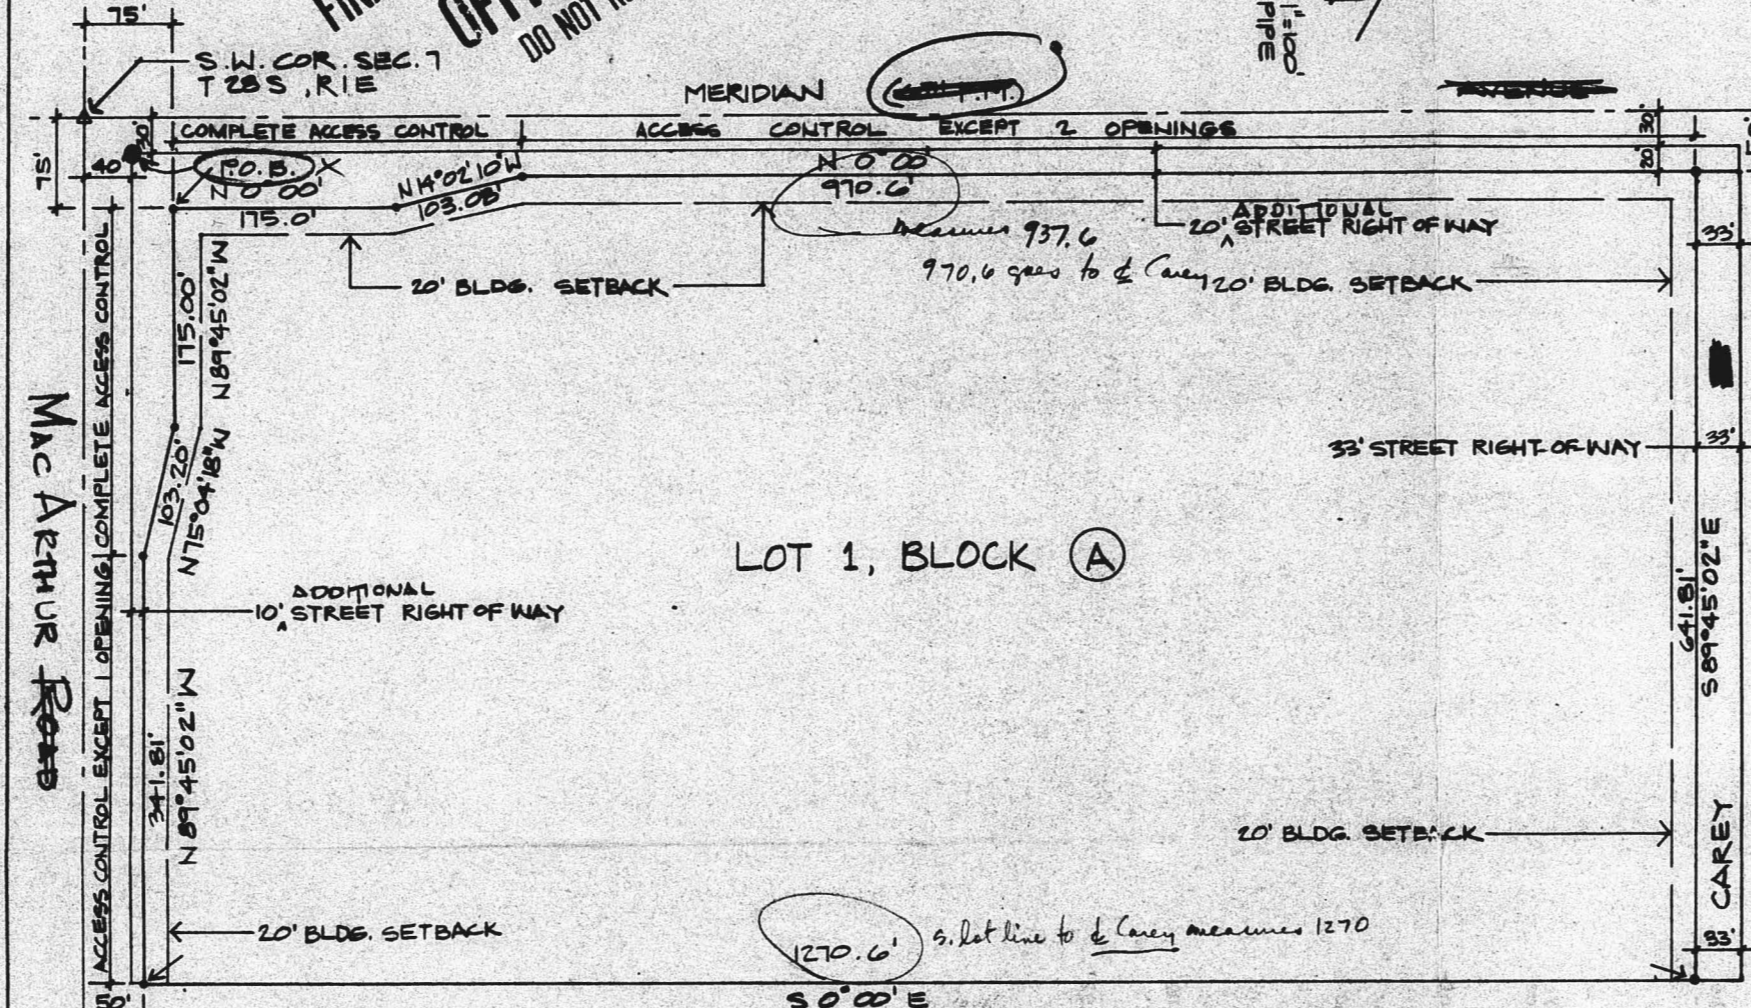 75'
S.W. COR. SEC. 7
T 28 S, R1E
1"=100'
MERIDIAN
AVENUE
COMPLETE ACCESS CONTROL
ACCESS CONTROL EXCEPT 2 OPENINGS
30'
30'
20'
75'
40'
P.O.B.
N 0°00'
175.0'
N 14°02'10" W
103.08'
N 0°00'
970.6'
measures 937.6
970.6 goes to ℄ Carey
ADDITIONAL
20' ^ STREET RIGHT OF WAY
33'
20' BLDG. SETBACK
20' BLDG. SETBACK
175.00'
N 89°45'02" W
103.20'
N 75°04'18" W
33' STREET RIGHT-OF-WAY
33'
MAC ARTHUR ROAD
ACCESS CONTROL EXCEPT 1 OPENING
COMPLETE ACCESS CONTROL
LOT 1, BLOCK A
ADDITIONAL
10' ^ STREET RIGHT OF WAY
641.81'
S 89°45'02" E
341.81'
N 89°45'02" W
20' BLDG. SETBACK
CAREY
20' BLDG. SETBACK
1270.6'
S. lot line to ℄ Carey measures 1270
33'
50'
S 0°00' E